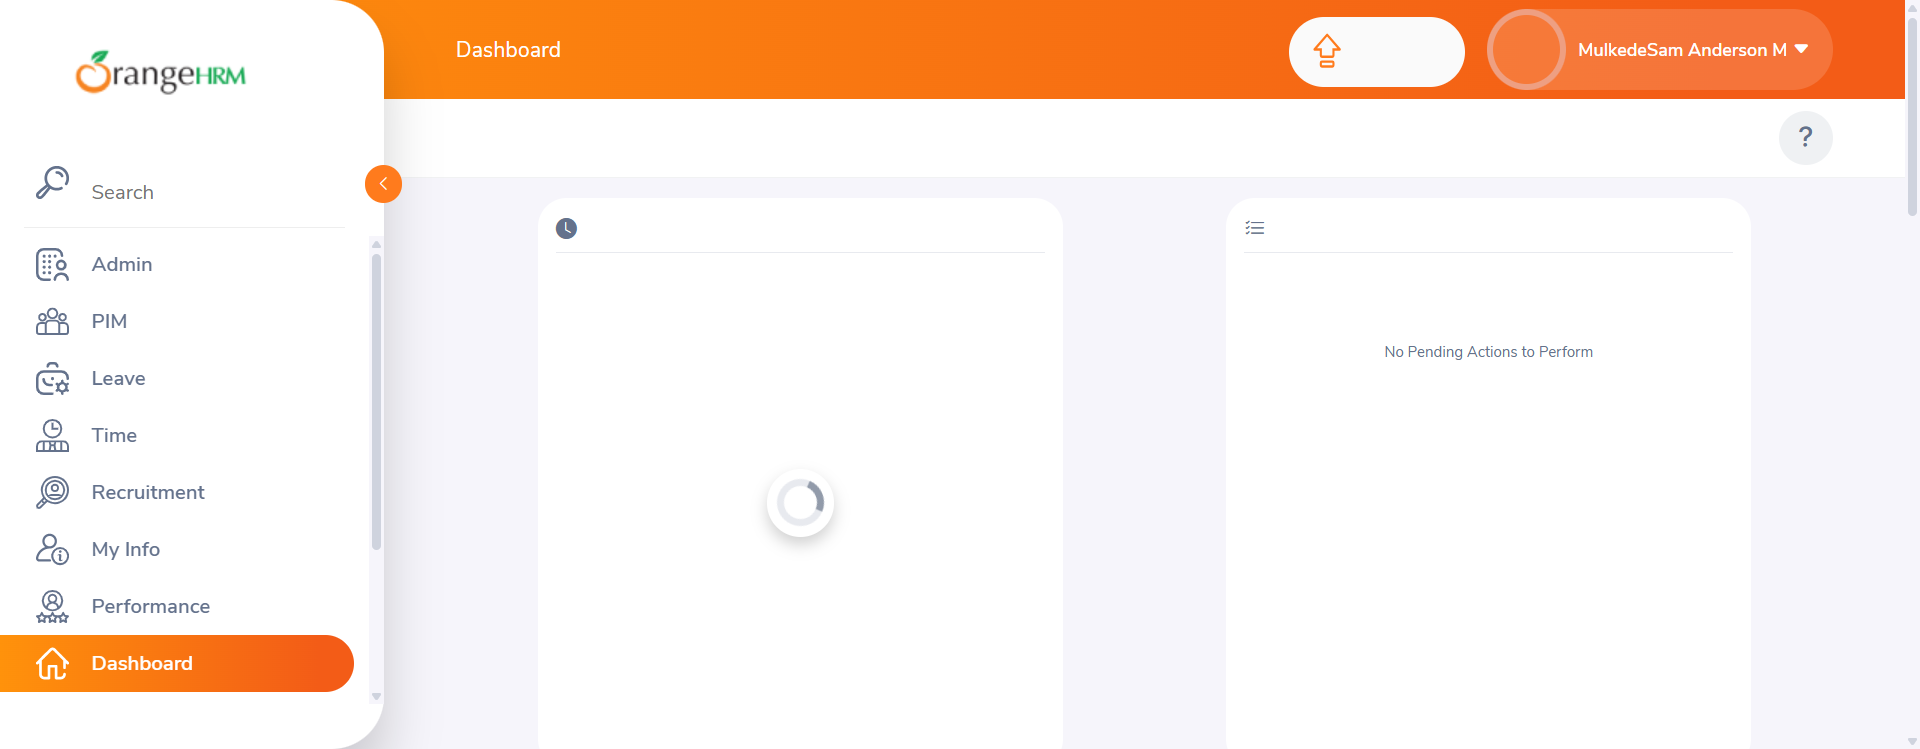 OrangeHRM
Search
Admin
PIM
Leave
Time
Recruitment
My Info
Performance
Dashboard
Dashboard
MulkedeSam Anderson M
?
No Pending Actions to Perform